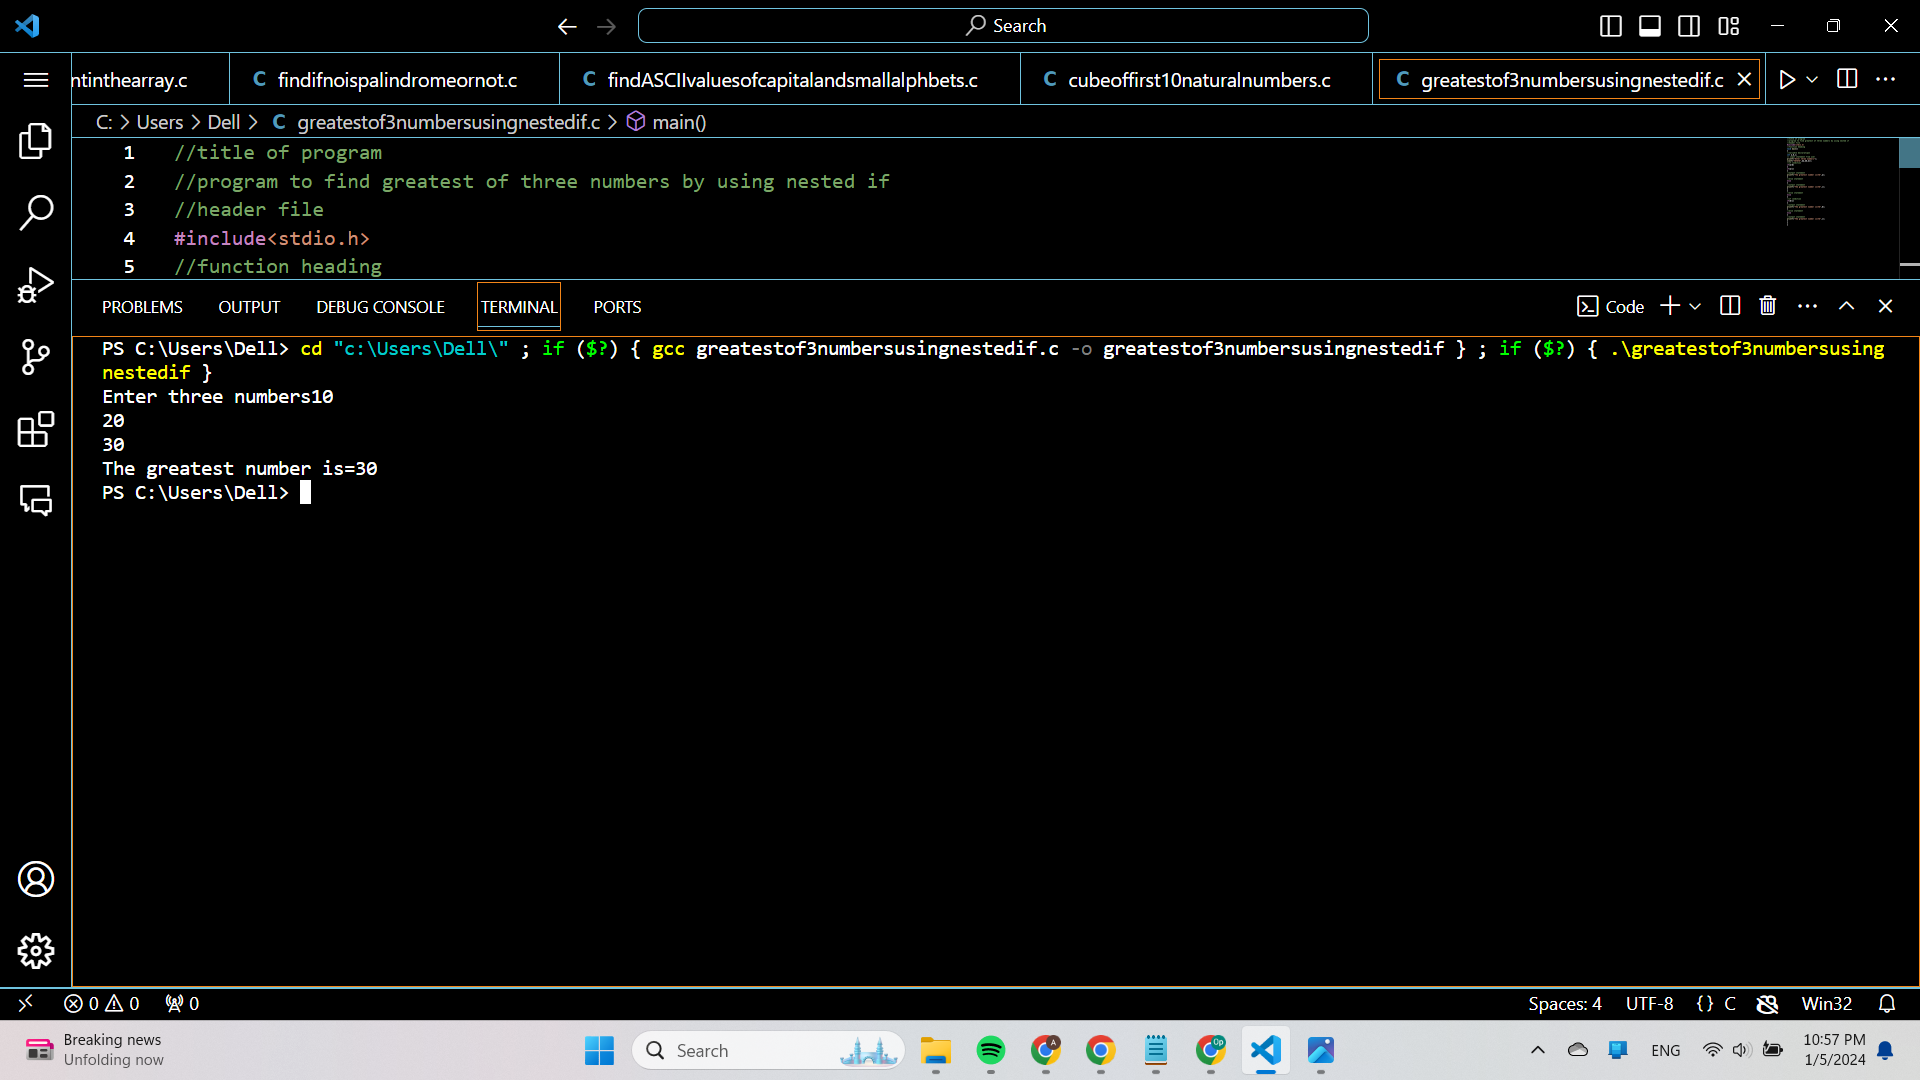 Search
ntinthearray.c
C findifnoispalindromeornot.c
C findASCIIvaluesofcapitalandsmallalphbets.c
C cubeoffirst10naturalnumbers.c
C greatestof3numbersusingnestedif.c
C: > Users > Dell > C greatestof3numbersusingnestedif.c > main()
1 //title of program
2 //program to find greatest of three numbers by using nested if
3 //header file
4 #include<stdio.h>
5 //function heading
PROBLEMS OUTPUT DEBUG CONSOLE TERMINAL PORTS
Code
PS C:\Users\Dell> cd "c:\Users\Dell\" ; if ($?) { gcc greatestof3numbersusingnestedif.c -o greatestof3numbersusingnestedif } ; if ($?) { .\greatestof3numbersusing
nestedif }
Enter three numbers10
20
30
The greatest number is=30
PS C:\Users\Dell>
0 0 0
Spaces: 4 UTF-8 {} C Win32
Breaking news
Unfolding now
Search
A
Op
ENG
10:57 PM
1/5/2024